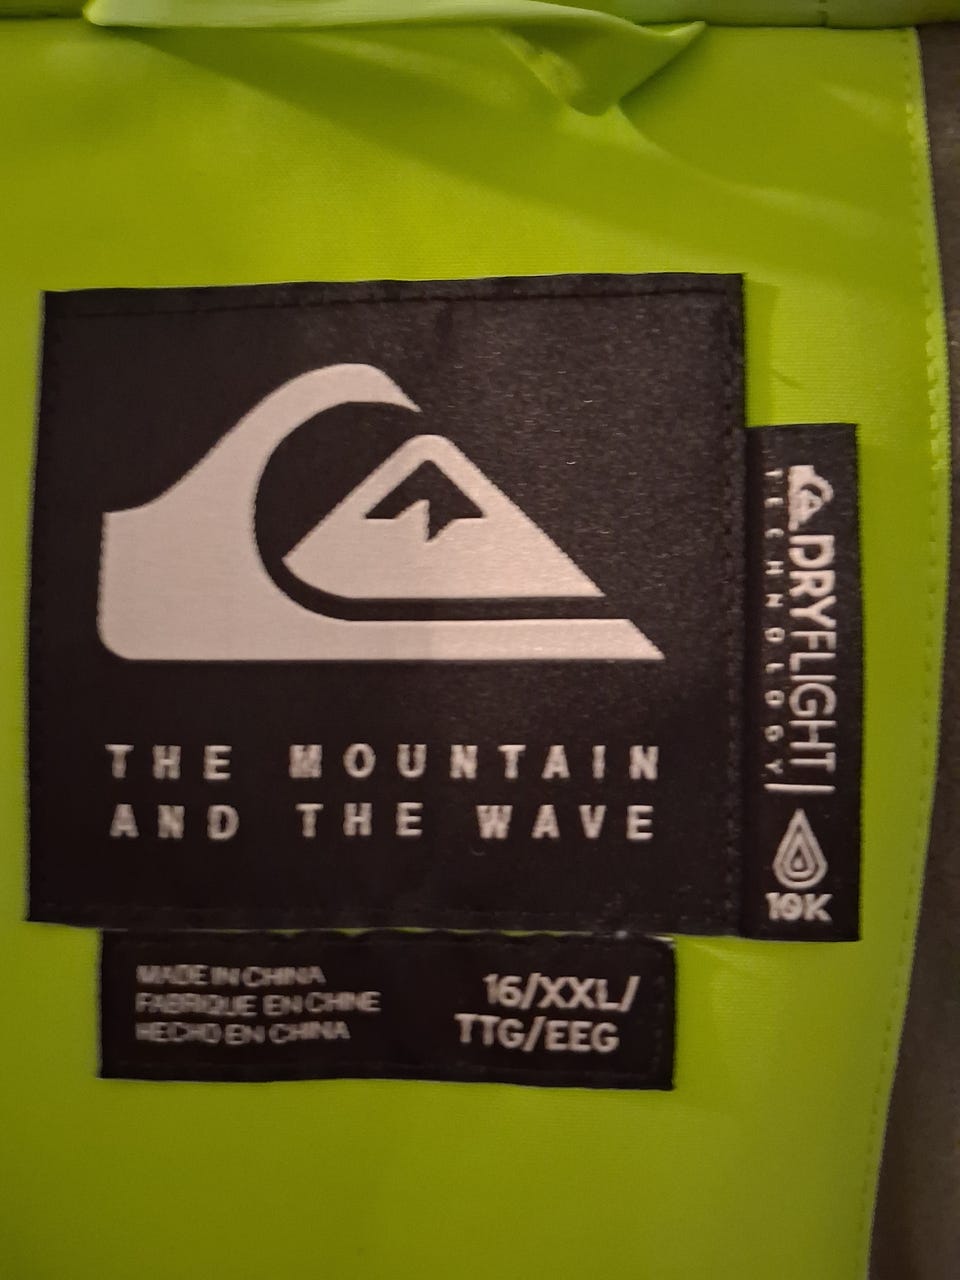 THE MOUNTAIN
AND THE WAVE
DRYFLIGHT
TECHNOLOGY
10K
MADE IN CHINA
FABRIQUE EN CHINE
HECHO EN CHINA
16/XXL/
TTG/EEG